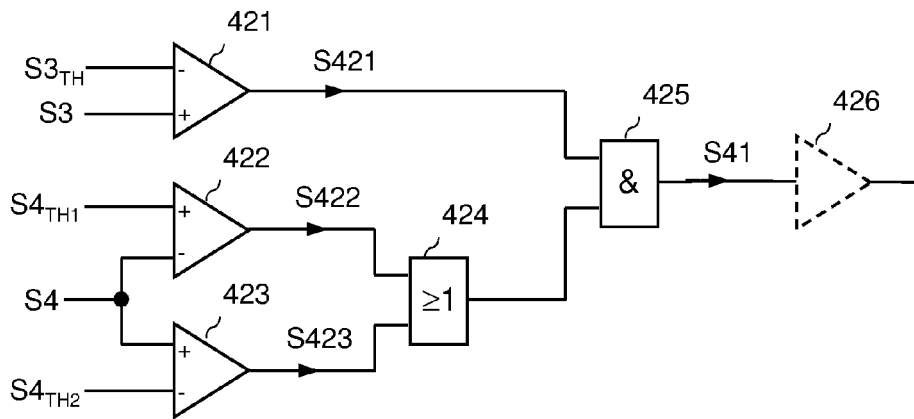 421
S3TH
-
S421
S3
+
425
426
422
&
S41
S4TH1
+
S422
-
424
S4
423
≥1
+
S423
S4TH2
-